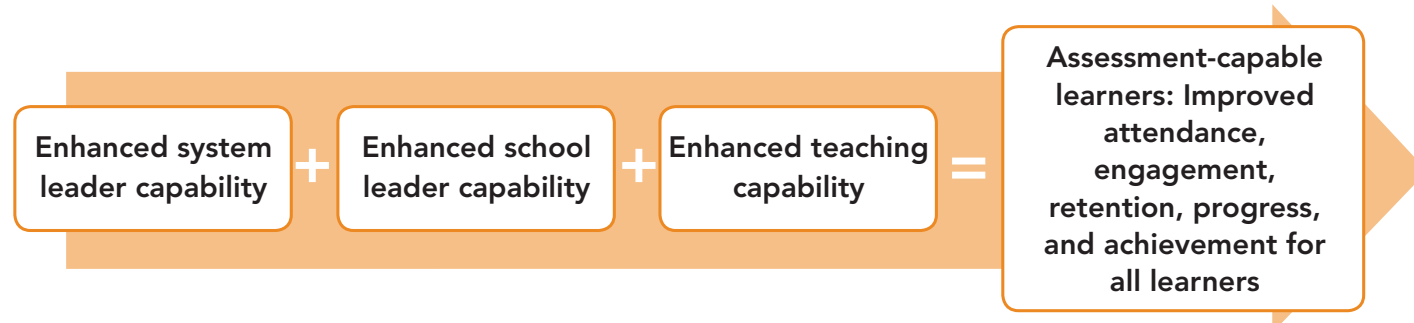 Enhanced system
leader capability
+
Enhanced school
leader capability
+
Enhanced teaching
capability
=
Assessment-capable
learners: Improved
attendance,
engagement,
retention, progress,
and achievement for
all learners